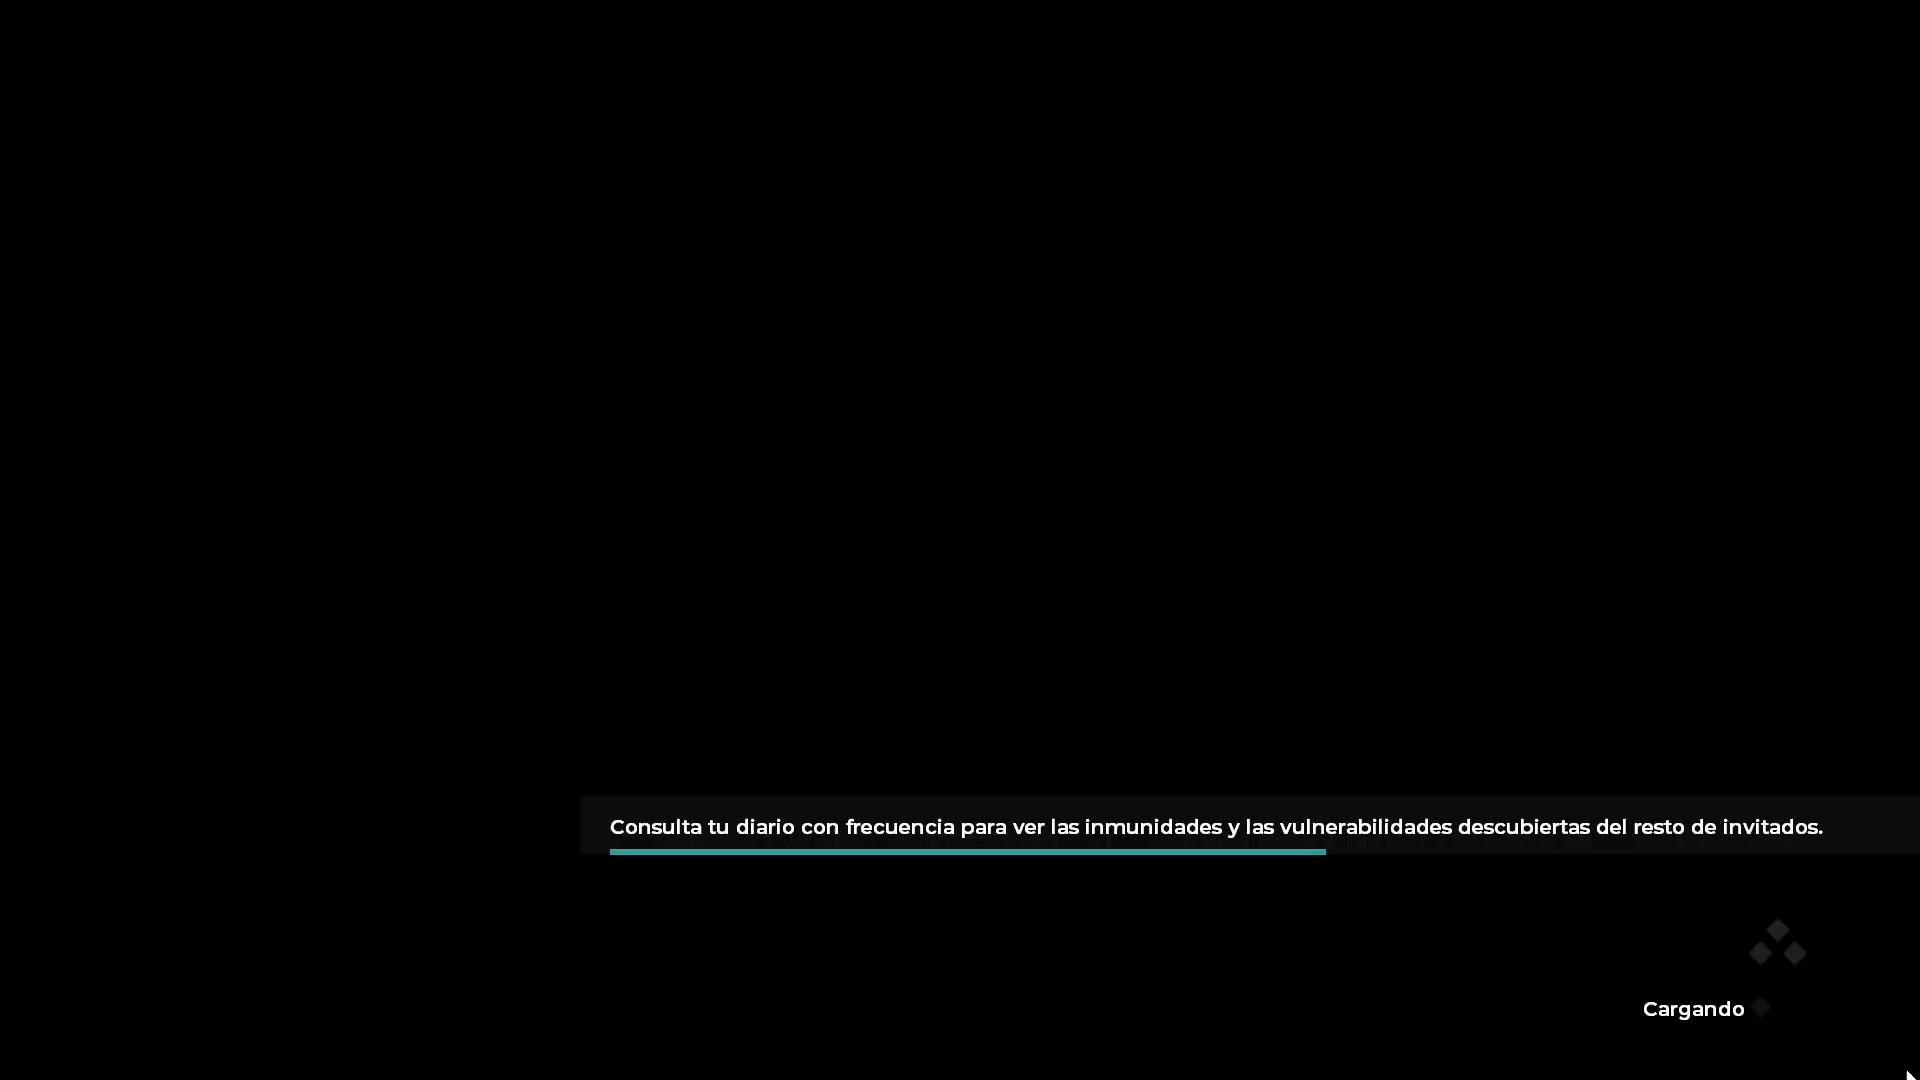 Consulta tu diario con frecuencia para ver las inmunidades y las vulnerabilidades descubiertas del resto de invitados.
Cargando